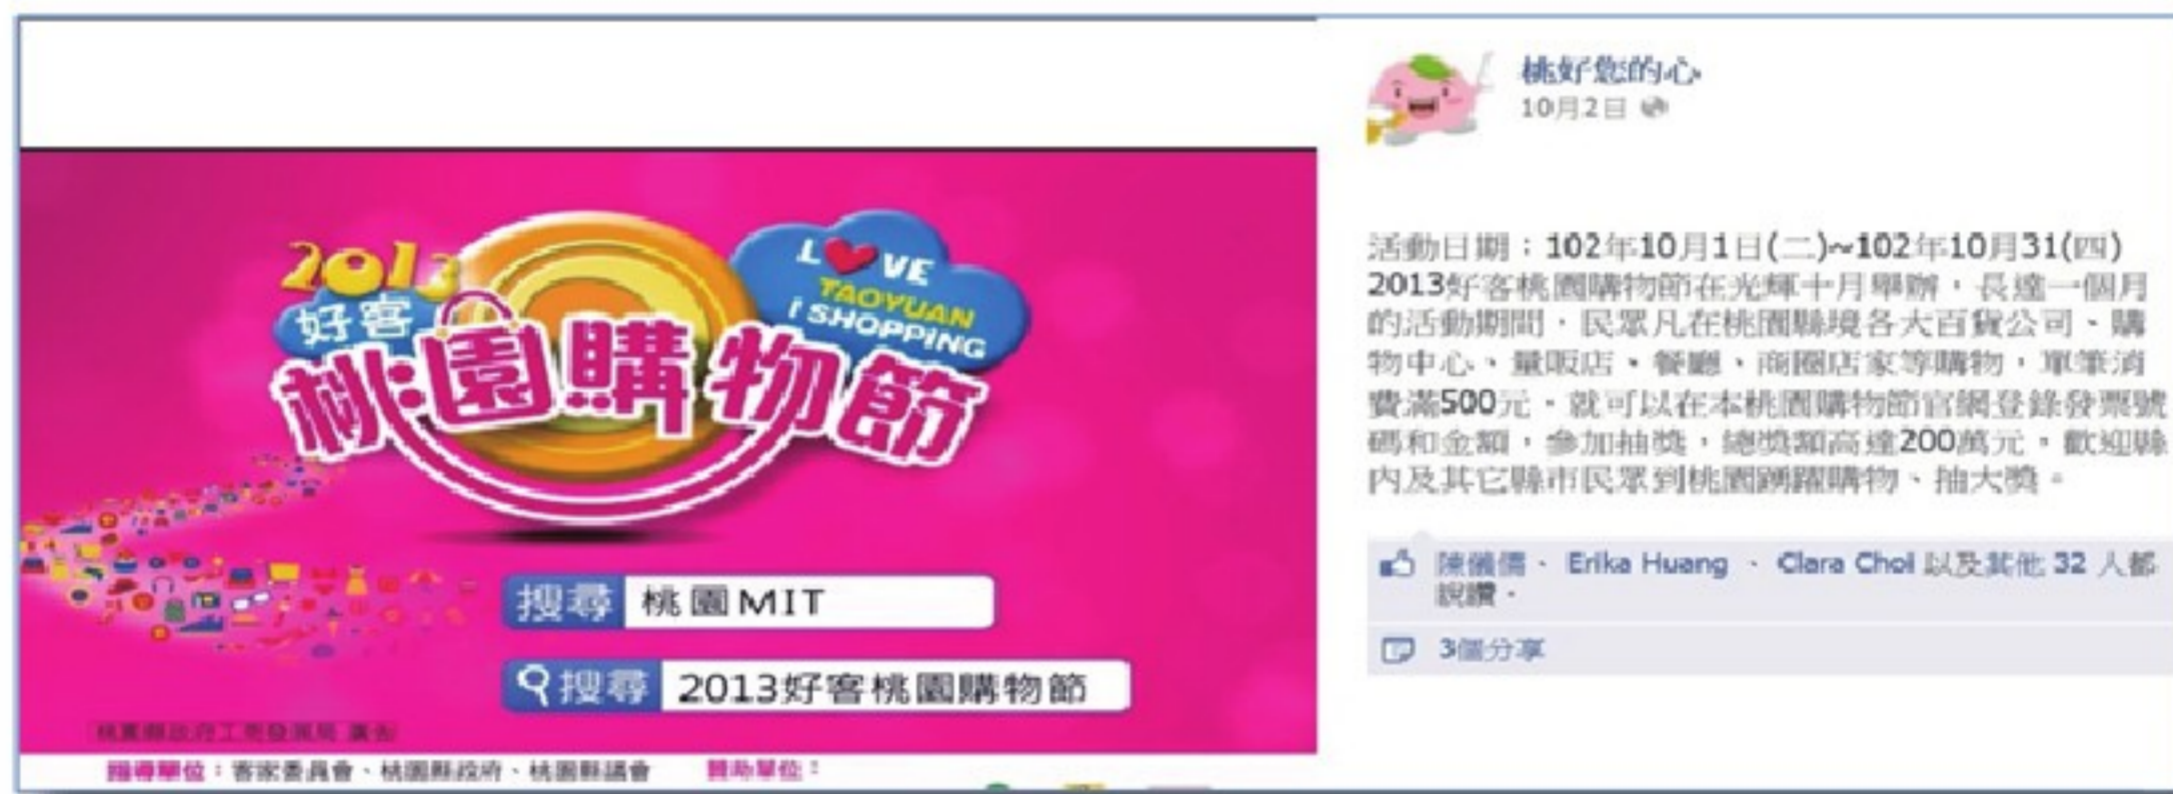 2013
好客
桃園購物節
LOVE
TAOYUAN
i SHOPPING
搜尋 桃園MIT
搜尋 2013好客桃園購物節
桃園縣政府工商發展局 廣告
指導單位：客家委員會、桃園縣政府、桃園縣議會 贊助單位：
桃好您的心
10月2日
活動日期：102年10月1日(二)~102年10月31(四)
2013好客桃園購物節在光輝十月舉辦，長達一個月
的活動期間，民眾凡在桃園縣境各大百貨公司、購
物中心、量販店、餐廳、商圈店家等購物，單筆消
費滿500元，就可以在本桃園購物節官網登錄發票號
碼和金額，參加抽獎，總獎額高達200萬元。歡迎縣
內及其它縣市民眾到桃園踴躍購物、抽大獎。
陳儀儒、Erika Huang、Clara Choi 以及其他 32 人都
說讚。
3個分享